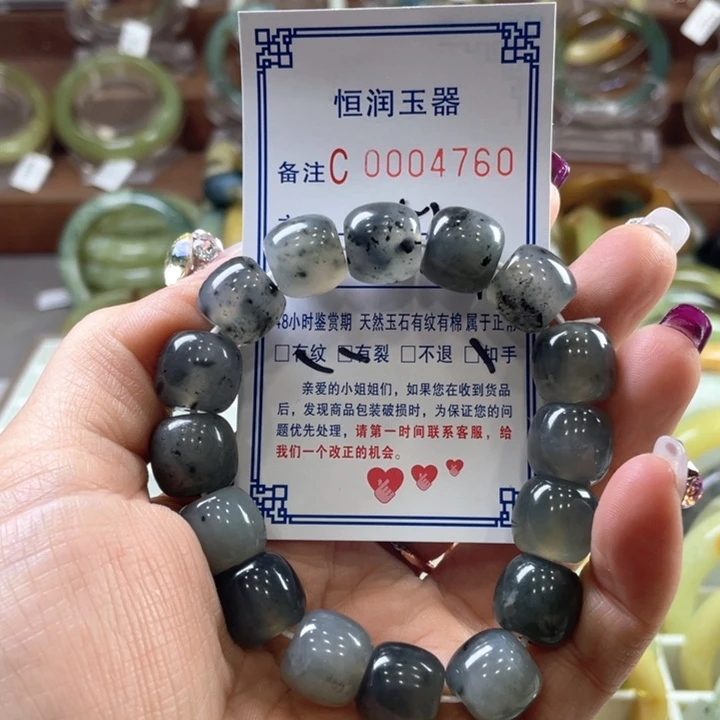 恒润玉器
备注C 0004760
48小时鉴赏期 天然玉石有纹有棉属于正常
□有纹 □有裂 □不退 □扣手
亲爱的小姐姐们，如果您在收到货品
后，发现商品包装破损时，为保证您的问
题优先处理，请第一时间联系客服，给
我们一个改正的机会。